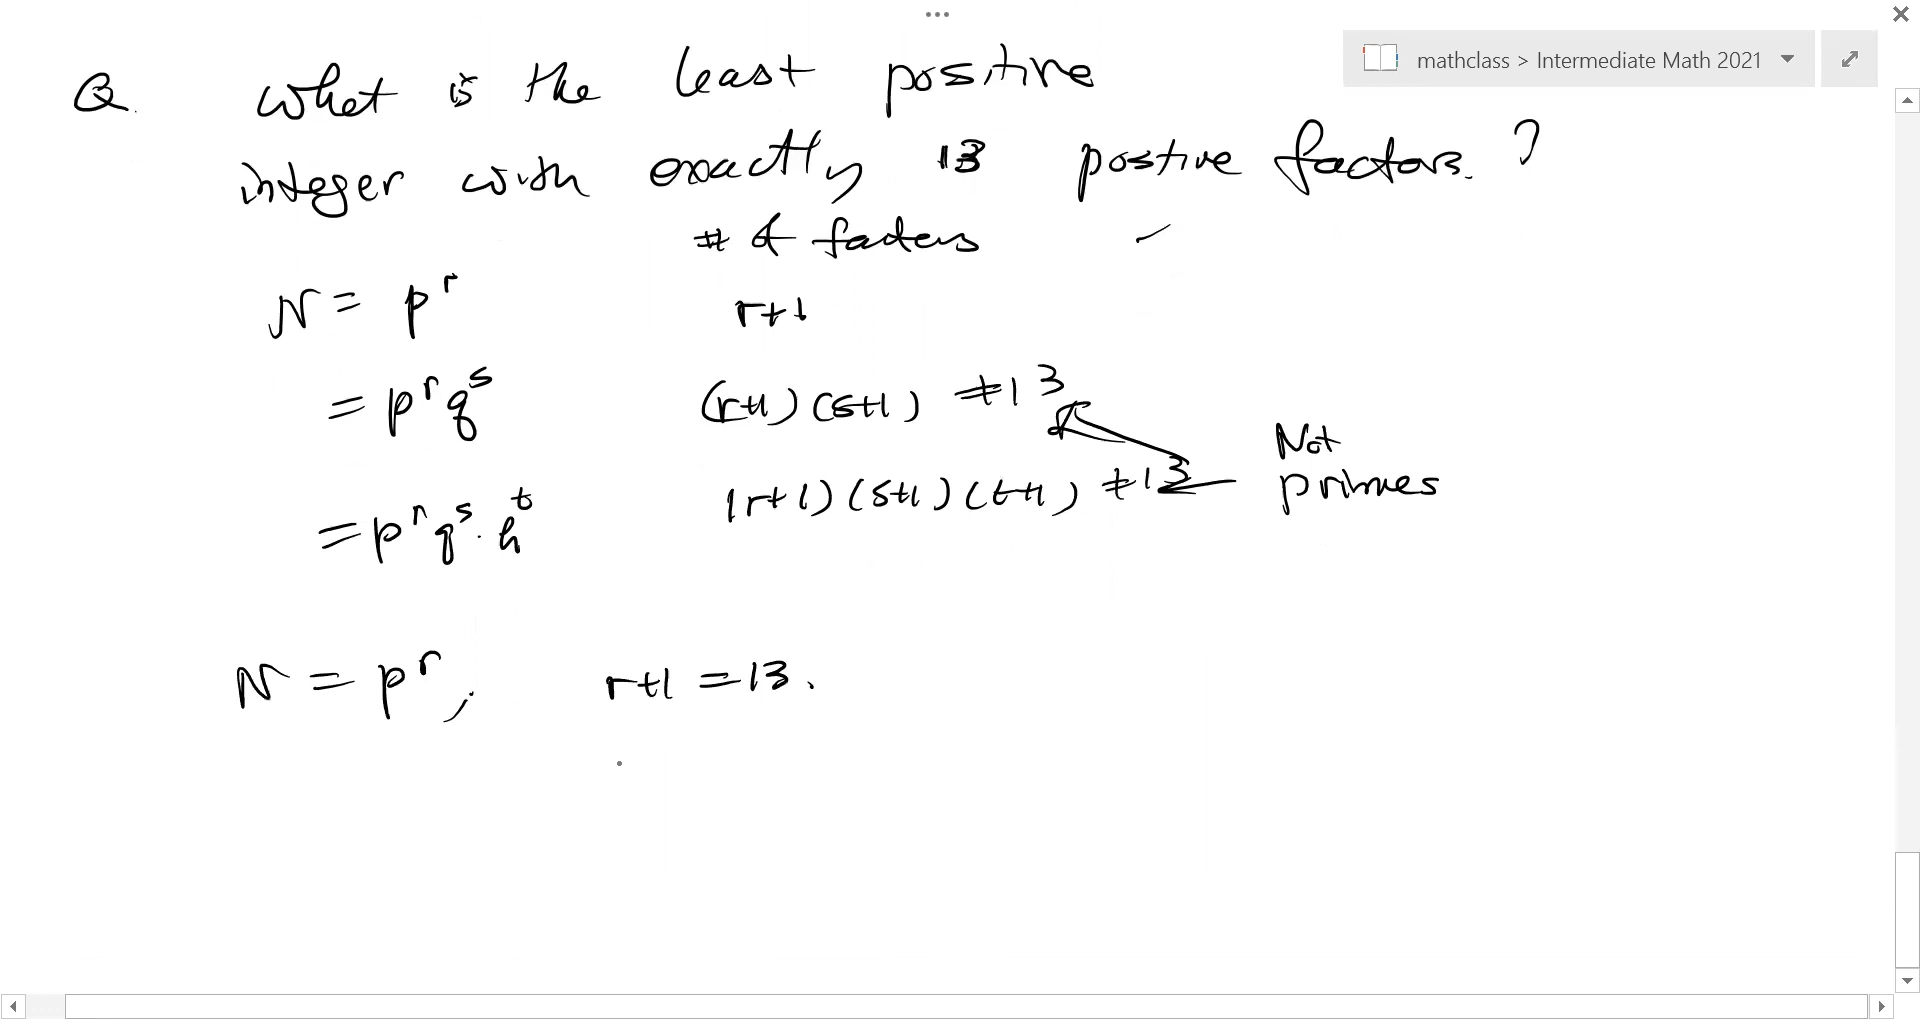 mathclass > Intermediate Math 2021
Q. What is the least positive
integer with exactly 13 postive factors. ?
# of factors
N = p^r r+1
= p^r q^s (r+1) (s+1) ≠ 13
Not
= p^r q^s . h^t (r+1) (s+1) (t+1) ≠ 13 primes
N = p^r, r+1 = 13.